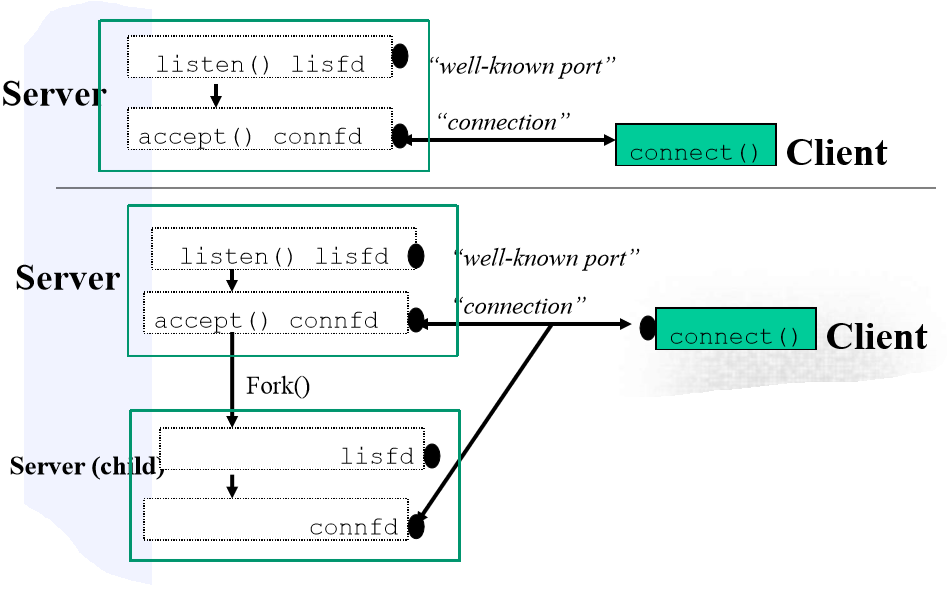 listen() lisfd
“well-known port”
Server
“connection”
accept() connfd
connect()
Client
listen() lisfd
“well-known port”
Server
“connection”
accept() connfd
connect()
Client
Fork()
lisfd
Server (child)
connfd